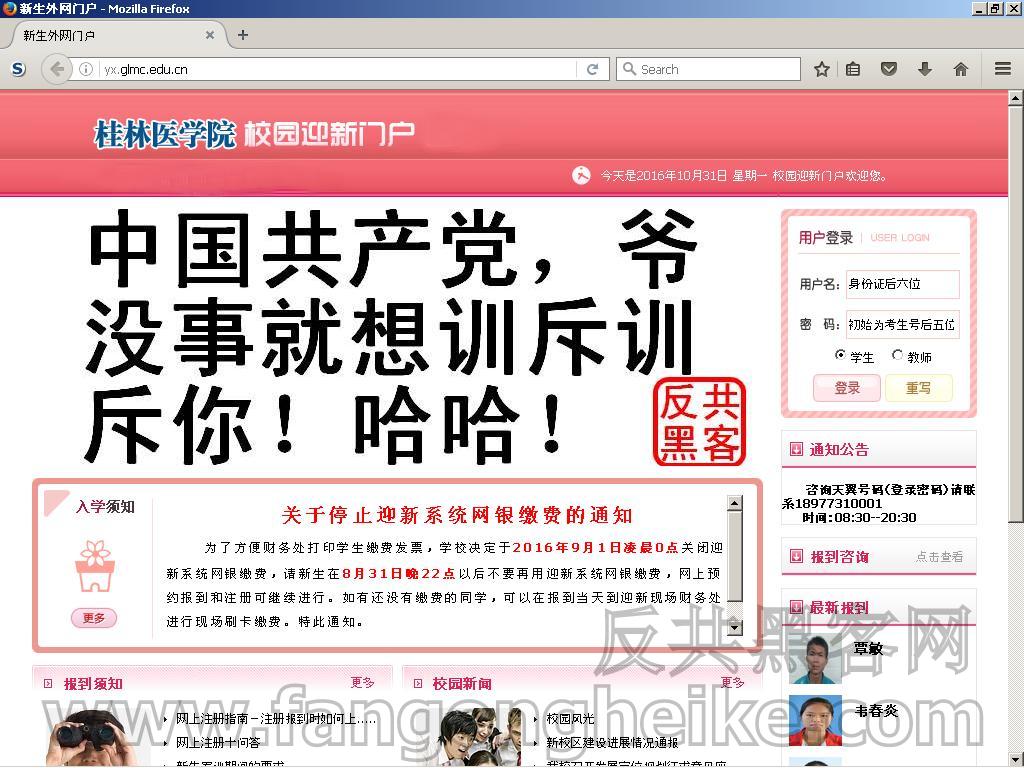 新生外网门户 - Mozilla Firefox
新生外网门户
yx.glmc.edu.cn
Search
桂林医学院 校园迎新门户
今天是2016年10月31日 星期一 校园迎新门户欢迎您。
中国共产党，爷
没事就想训斥训
斥你！哈哈！
反共
黑客
用户登录 | USER LOGIN
用户名： 身份证后六位
密 码： 初始为考生号后五位
学生 教师
登录 重写
通知公告
咨询天翼号码(登录密码)请联
系18977310001
时间:08:30--20:30
报到咨询 点击查看
最新报到
覃敏
韦春炎
入学须知
更多
关于停止迎新系统网银缴费的通知
为了方便财务处打印学生缴费发票，学校决定于2016年9月1日凌晨0点关闭迎
新系统网银缴费，请新生在8月31日晚22点以后不要再用迎新系统网银缴费，网上预
约报到和注册可继续进行。如有还没有缴费的同学，可以在报到当天到迎新现场财务处
进行现场刷卡缴费。特此通知。
反共黑客网
www.fangongheike.com
报到须知 更多
网上注册指南－注册报到时如何上.....
网上注册十问答
校园新闻 更多
校园风光
新校区建设进展情况通报